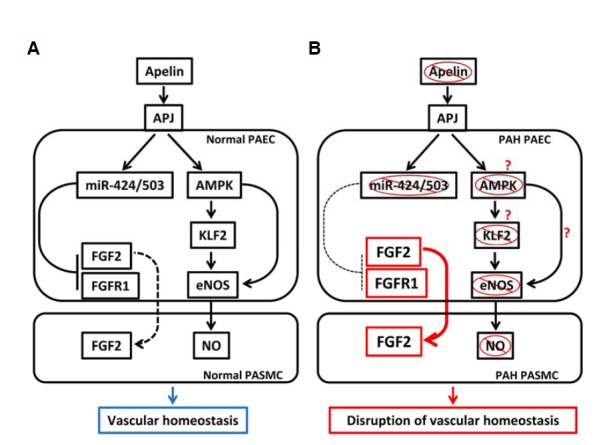 A
Apelin
APJ
Normal PAEC
miR-424/503
AMPK
KLF2
FGF2
FGFR1
eNOS
FGF2
NO
Normal PASMC
Vascular homeostasis
B
Apelin
APJ
PAH PAEC
?
miR-424/503
AMPK
?
KLF2
?
FGF2
FGFR1
eNOS
FGF2
NO
PAH PASMC
Disruption of vascular homeostasis